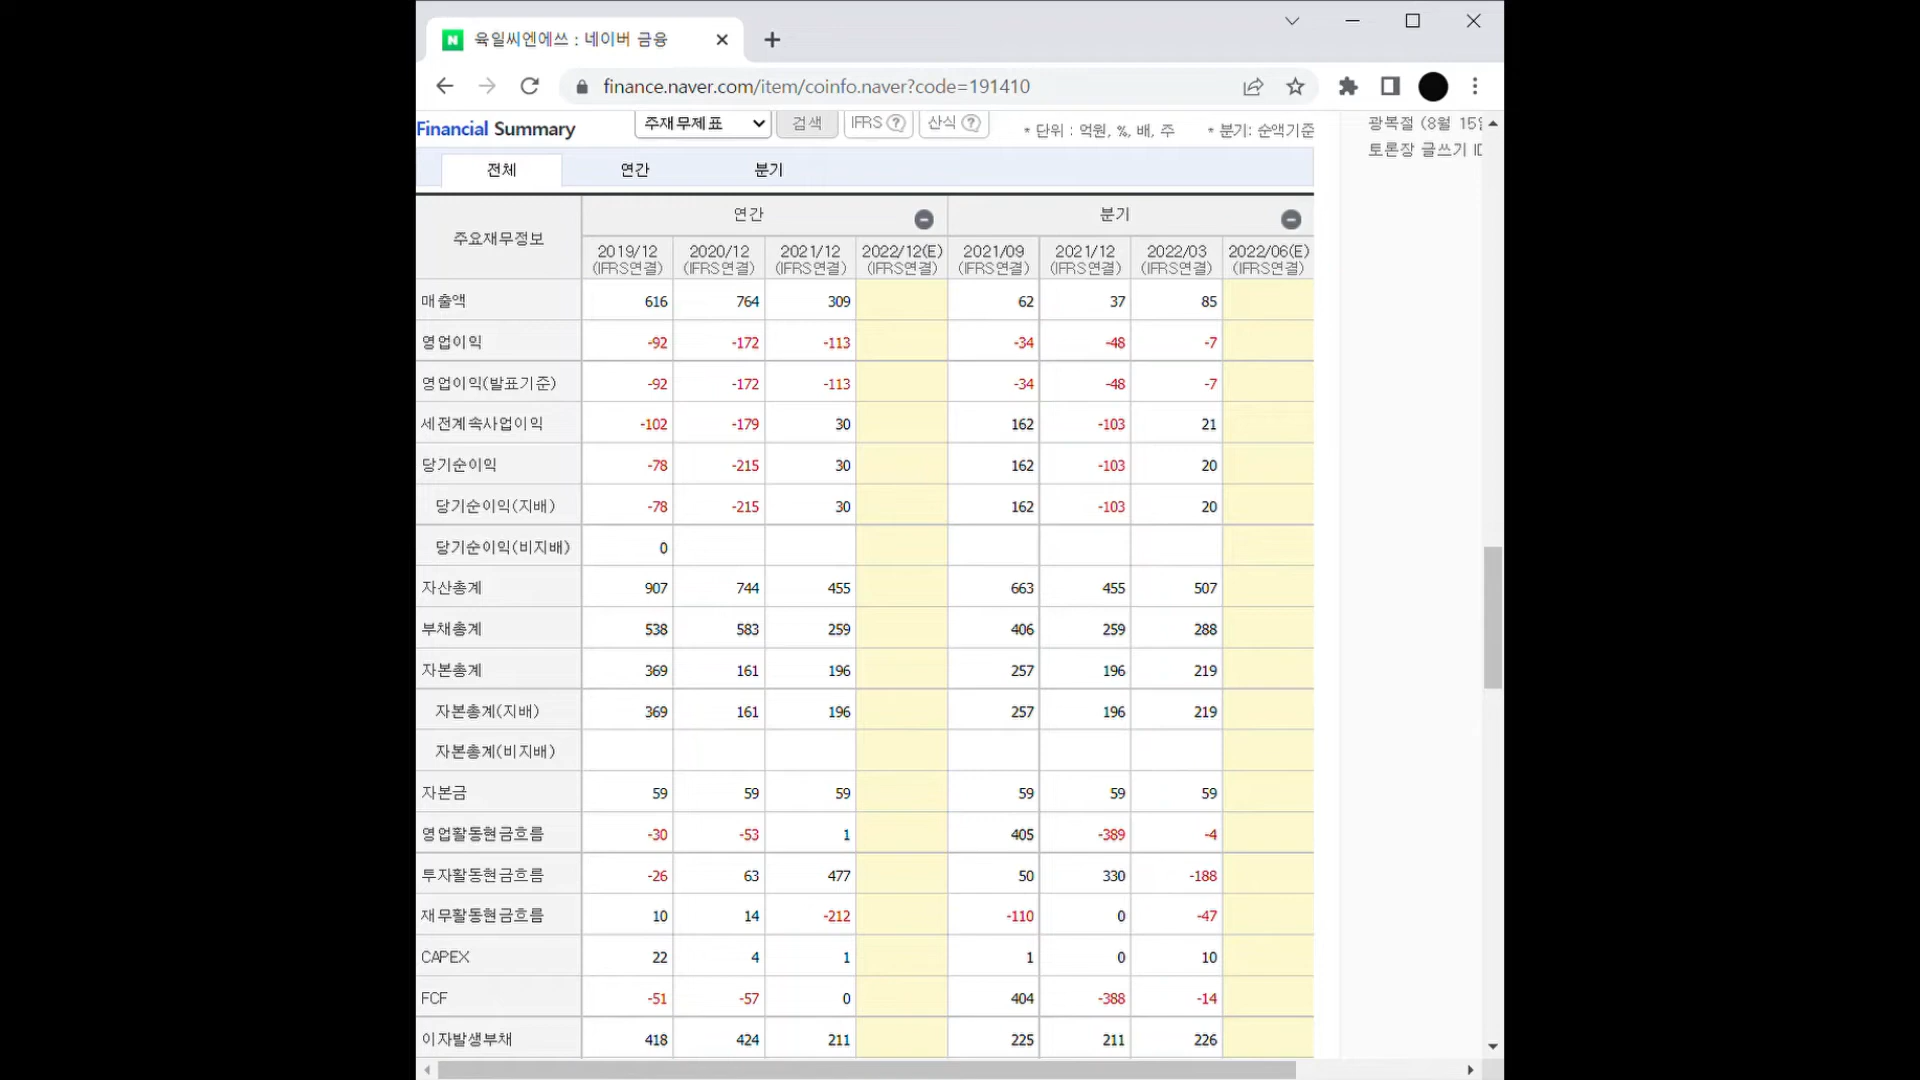 육일씨엔에쓰 : 네이버 금융
finance.naver.com/item/coinfo.naver?code=191410
Financial Summary 주재무제표 검색 IFRS ? 산식 ? * 단위 : 억원, %, 배, 주 * 분기: 순액기준
광복절 (8월 15일
토론장 글쓰기 ID
전체 연간 분기
주요재무정보 연간 분기
2019/12 2020/12 2021/12 2022/12(E) 2021/09 2021/12 2022/03 2022/06(E)
(IFRS연결) (IFRS연결) (IFRS연결) (IFRS연결) (IFRS연결) (IFRS연결) (IFRS연결) (IFRS연결)
매출액 616 764 309 62 37 85
영업이익 -92 -172 -113 -34 -48 -7
영업이익(발표기준) -92 -172 -113 -34 -48 -7
세전계속사업이익 -102 -179 30 162 -103 21
당기순이익 -78 -215 30 162 -103 20
당기순이익(지배) -78 -215 30 162 -103 20
당기순이익(비지배) 0
자산총계 907 744 455 663 455 507
부채총계 538 583 259 406 259 288
자본총계 369 161 196 257 196 219
자본총계(지배) 369 161 196 257 196 219
자본총계(비지배)
자본금 59 59 59 59 59 59
영업활동현금흐름 -30 -53 1 405 -389 -4
투자활동현금흐름 -26 63 477 50 330 -188
재무활동현금흐름 10 14 -212 -110 0 -47
CAPEX 22 4 1 1 0 10
FCF -51 -57 0 404 -388 -14
이자발생부채 418 424 211 225 211 226